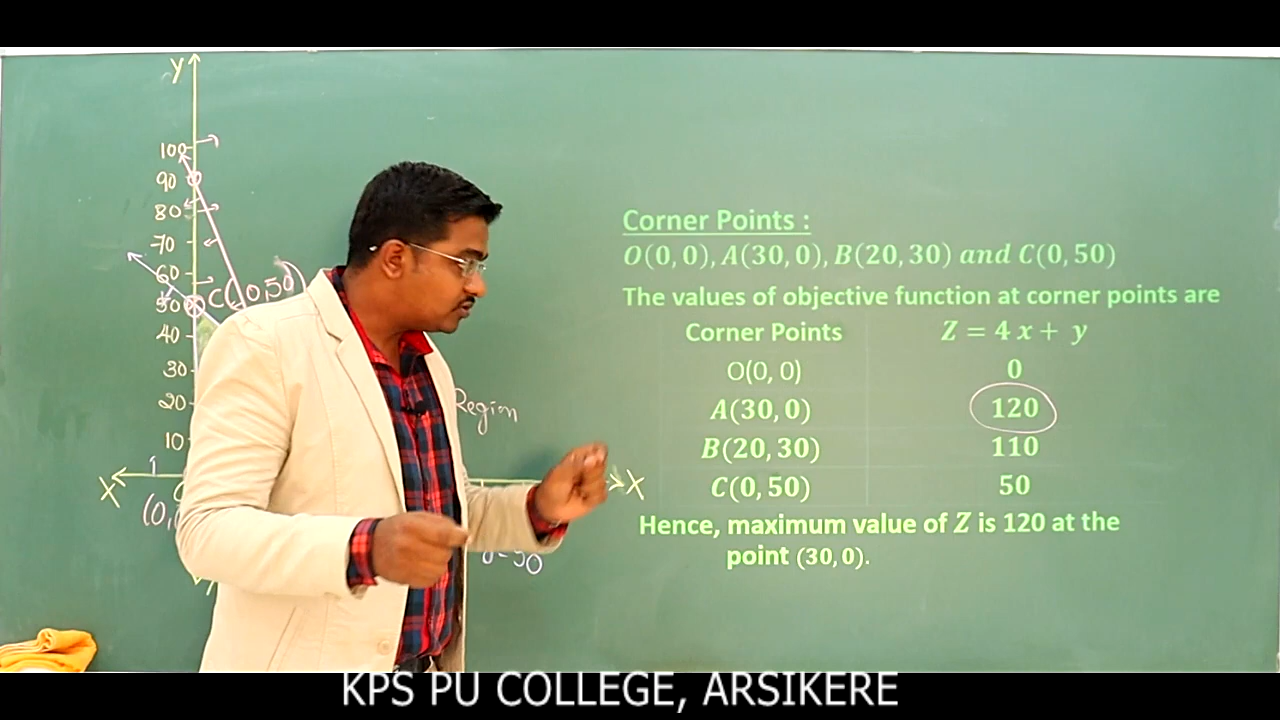 Y
100
90
80
70
60
50 C(0,50)
40
30
20 Region
10
X X
(0,
y=50
Corner Points :
O(0, 0), A(30, 0), B(20, 30) and C(0, 50)
The values of objective function at corner points are
Corner Points Z = 4 x + y
O(0, 0) 0
A(30, 0) 120
B(20, 30) 110
C(0, 50) 50
Hence, maximum value of Z is 120 at the
point (30, 0).
KPS PU COLLEGE, ARSIKERE